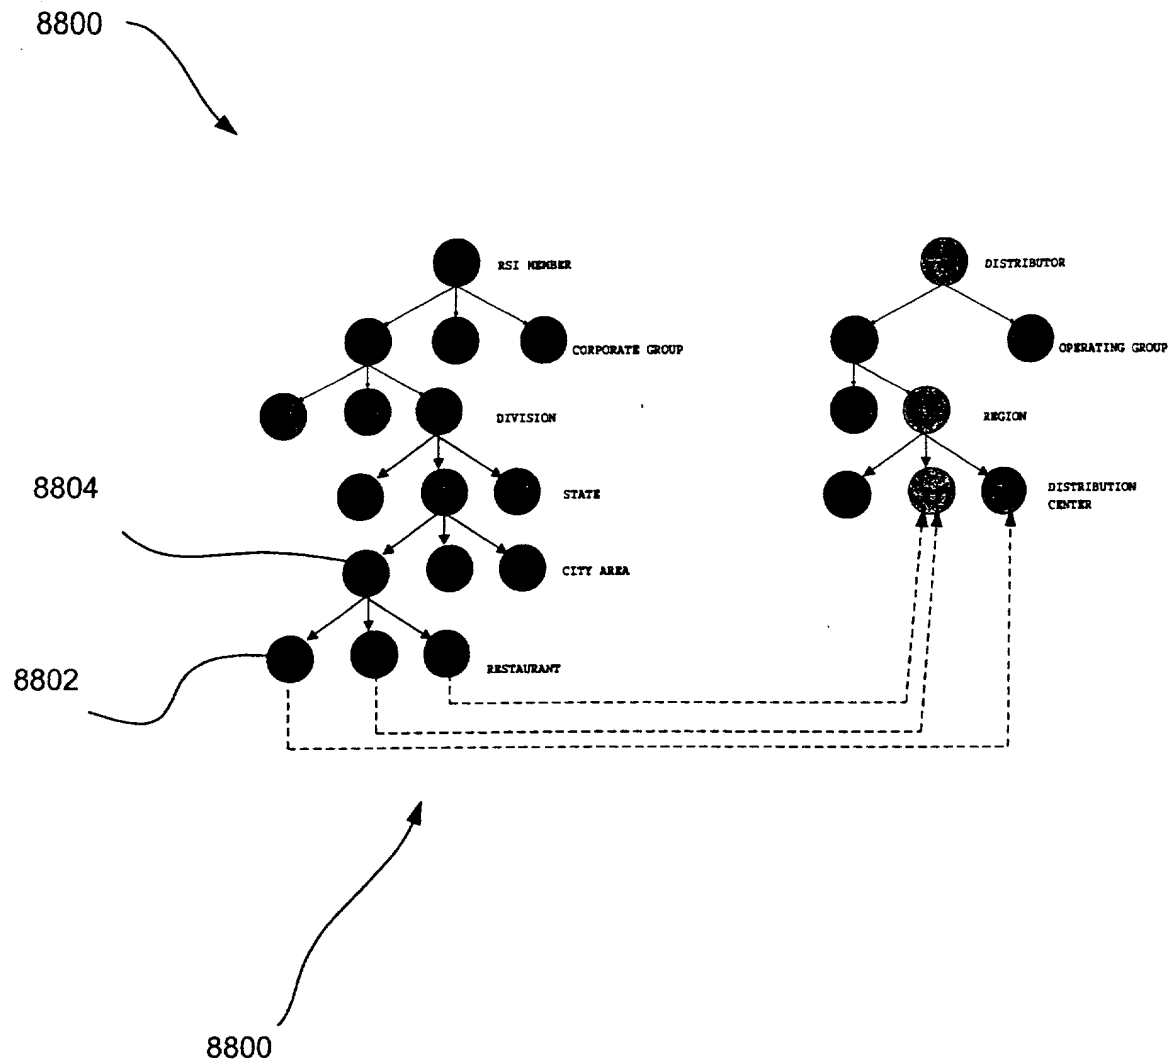 8800
RSI MEMBER
DISTRIBUTOR
CORPORATE GROUP
OPERATING GROUP
DIVISION
REGION
8804
STATE
DISTRIBUTION
CENTER
CITY AREA
8802
RESTAURANT
8800